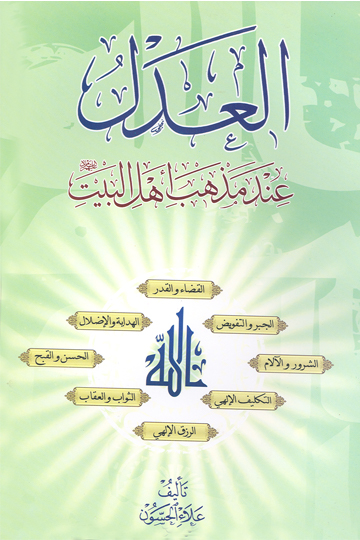 العدل
عند مذهب أهل البيت
القضاء والقدر
الجبر والتفويض
الهداية والإضلال
الشرور والآلام
الحسن والقبح
الله
التكليف الإلهي
الثواب والعقاب
الرزق الإلهي
تأليف
علاء الحسون